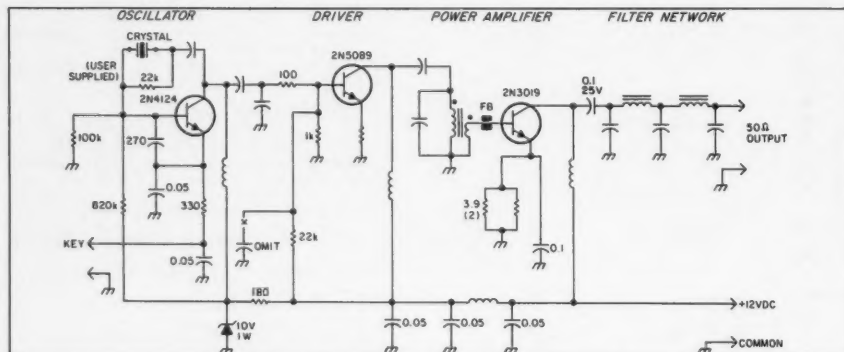 OSCILLATOR
DRIVER
POWER AMPLIFIER
FILTER NETWORK
CRYSTAL
(USER
SUPPLIED)
22k
2N4124
2N5089
100
1k
FB
2N3019
0.1
25V
50Ω
OUTPUT
100k
270
0.05
820k
330
KEY
0.05
OMIT
22k
3.9
(2)
0.1
180
10V
1W
0.05
0.05
0.05
+12VDC
COMMON